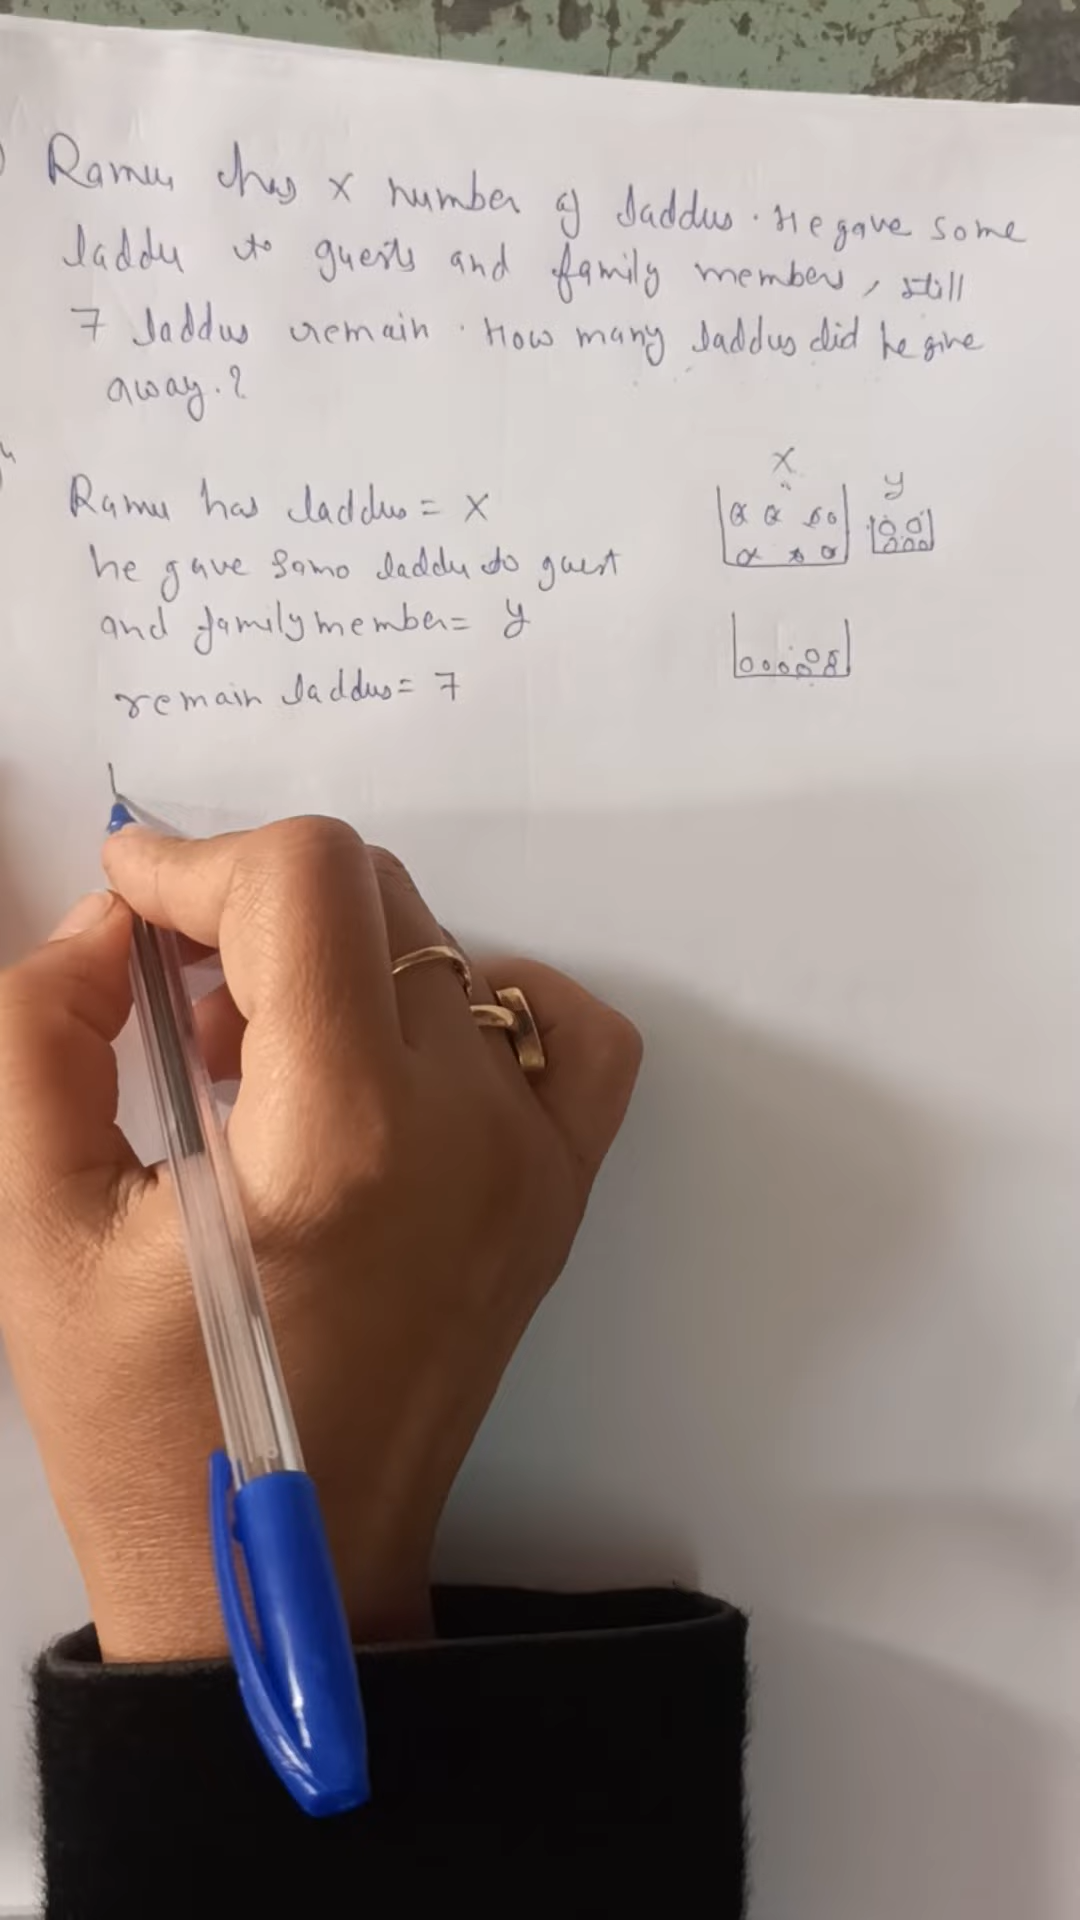 Ramu has x number of laddus. He gave some
laddu to guests and family members, still
7 laddus remain. How many laddus did he give
away.?
Ramu has laddus = x
he gave some laddu to guest
and family member = y
remain laddus = 7
x
y